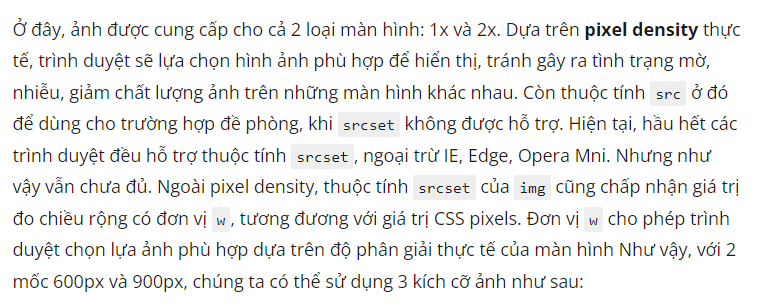 Ở đây, ảnh được cung cấp cho cả 2 loại màn hình: 1x và 2x. Dựa trên pixel density thực
tế, trình duyệt sẽ lựa chọn hình ảnh phù hợp để hiển thị, tránh gây ra tình trạng mờ,
nhiễu, giảm chất lượng ảnh trên những màn hình khác nhau. Còn thuộc tính src ở đó
để dùng cho trường hợp đề phòng, khi srcset không được hỗ trợ. Hiện tại, hầu hết các
trình duyệt đều hỗ trợ thuộc tính srcset, ngoại trừ IE, Edge, Opera Mni. Nhưng như
vậy vẫn chưa đủ. Ngoài pixel density, thuộc tính srcset của img cũng chấp nhận giá trị
đo chiều rộng có đơn vị w, tương đương với giá trị CSS pixels. Đơn vị w cho phép trình
duyệt chọn lựa ảnh phù hợp dựa trên độ phân giải thực tế của màn hình Như vậy, với 2
mốc 600px và 900px, chúng ta có thể sử dụng 3 kích cỡ ảnh như sau: